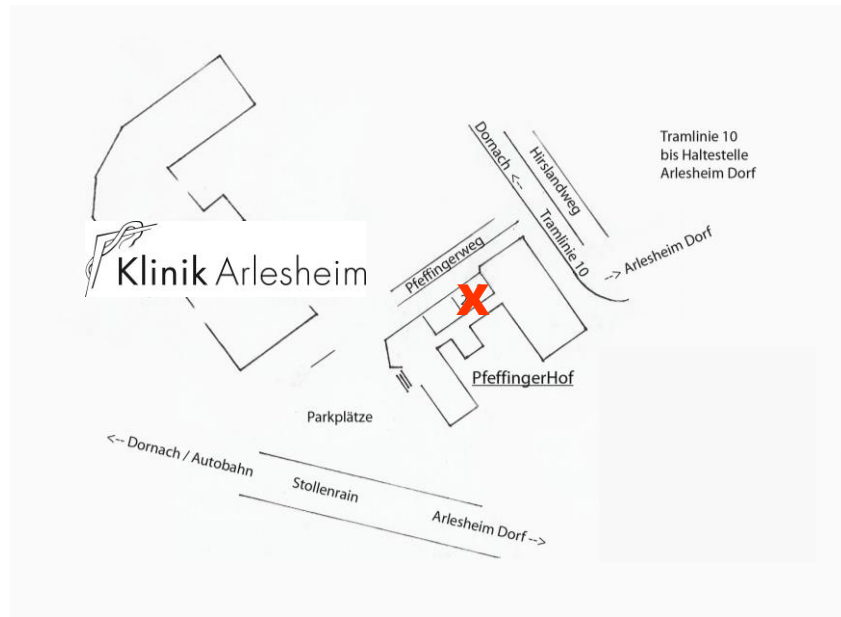 Tramlinie 10
bis Haltestelle
Arlesheim Dorf
Dornach <--
Hirslandweg
Tramlinie 10
--> Arlesheim Dorf
Pfeffingerweg
Klinik Arlesheim
X
PfeffingerHof
Parkplätze
<-- Dornach / Autobahn
Stollenrain
Arlesheim Dorf -->